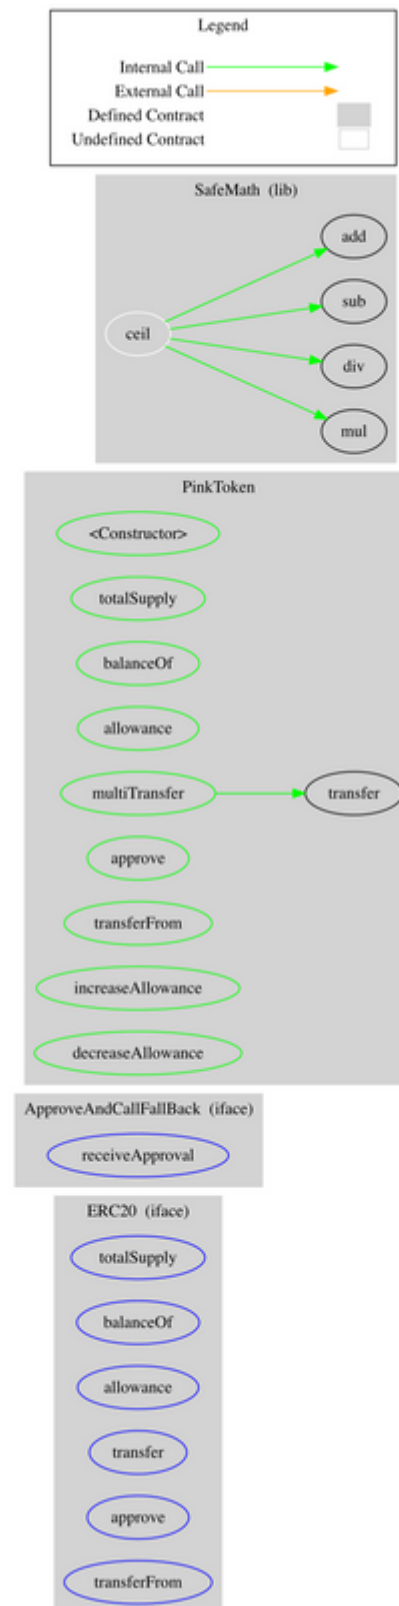 Legend
Internal Call
External Call
Defined Contract
Undefined Contract
SafeMath (lib)
ceil
add
sub
div
mul
PinkToken
<Constructor>
totalSupply
balanceOf
allowance
multiTransfer
transfer
approve
transferFrom
increaseAllowance
decreaseAllowance
ApproveAndCallFallBack (iface)
receiveApproval
ERC20 (iface)
totalSupply
balanceOf
allowance
transfer
approve
transferFrom